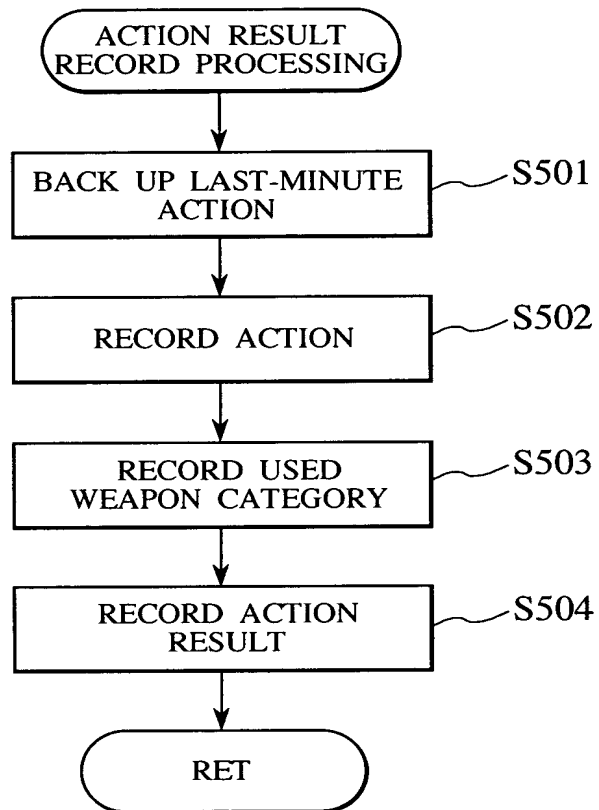 ACTION RESULT
RECORD PROCESSING
BACK UP LAST-MINUTE
ACTION
S501
RECORD ACTION
S502
RECORD USED
WEAPON CATEGORY
S503
RECORD ACTION
RESULT
S504
RET